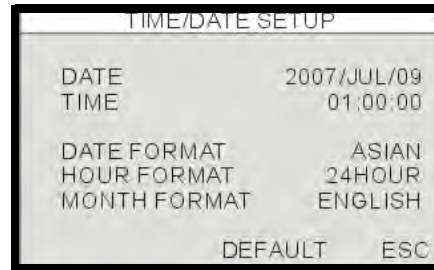 TIME/DATE SETUP
DATE 2007/JUL/09
TIME 01:00:00
DATE FORMAT ASIAN
HOUR FORMAT 24HOUR
MONTH FORMAT ENGLISH
DEFAULT ESC